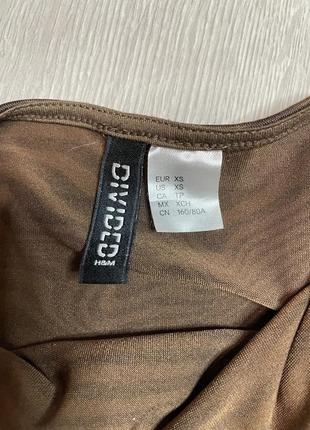 DIVIDED
H&M
EUR XS
US XS
CA TP
MX XCH
CN 160/80A